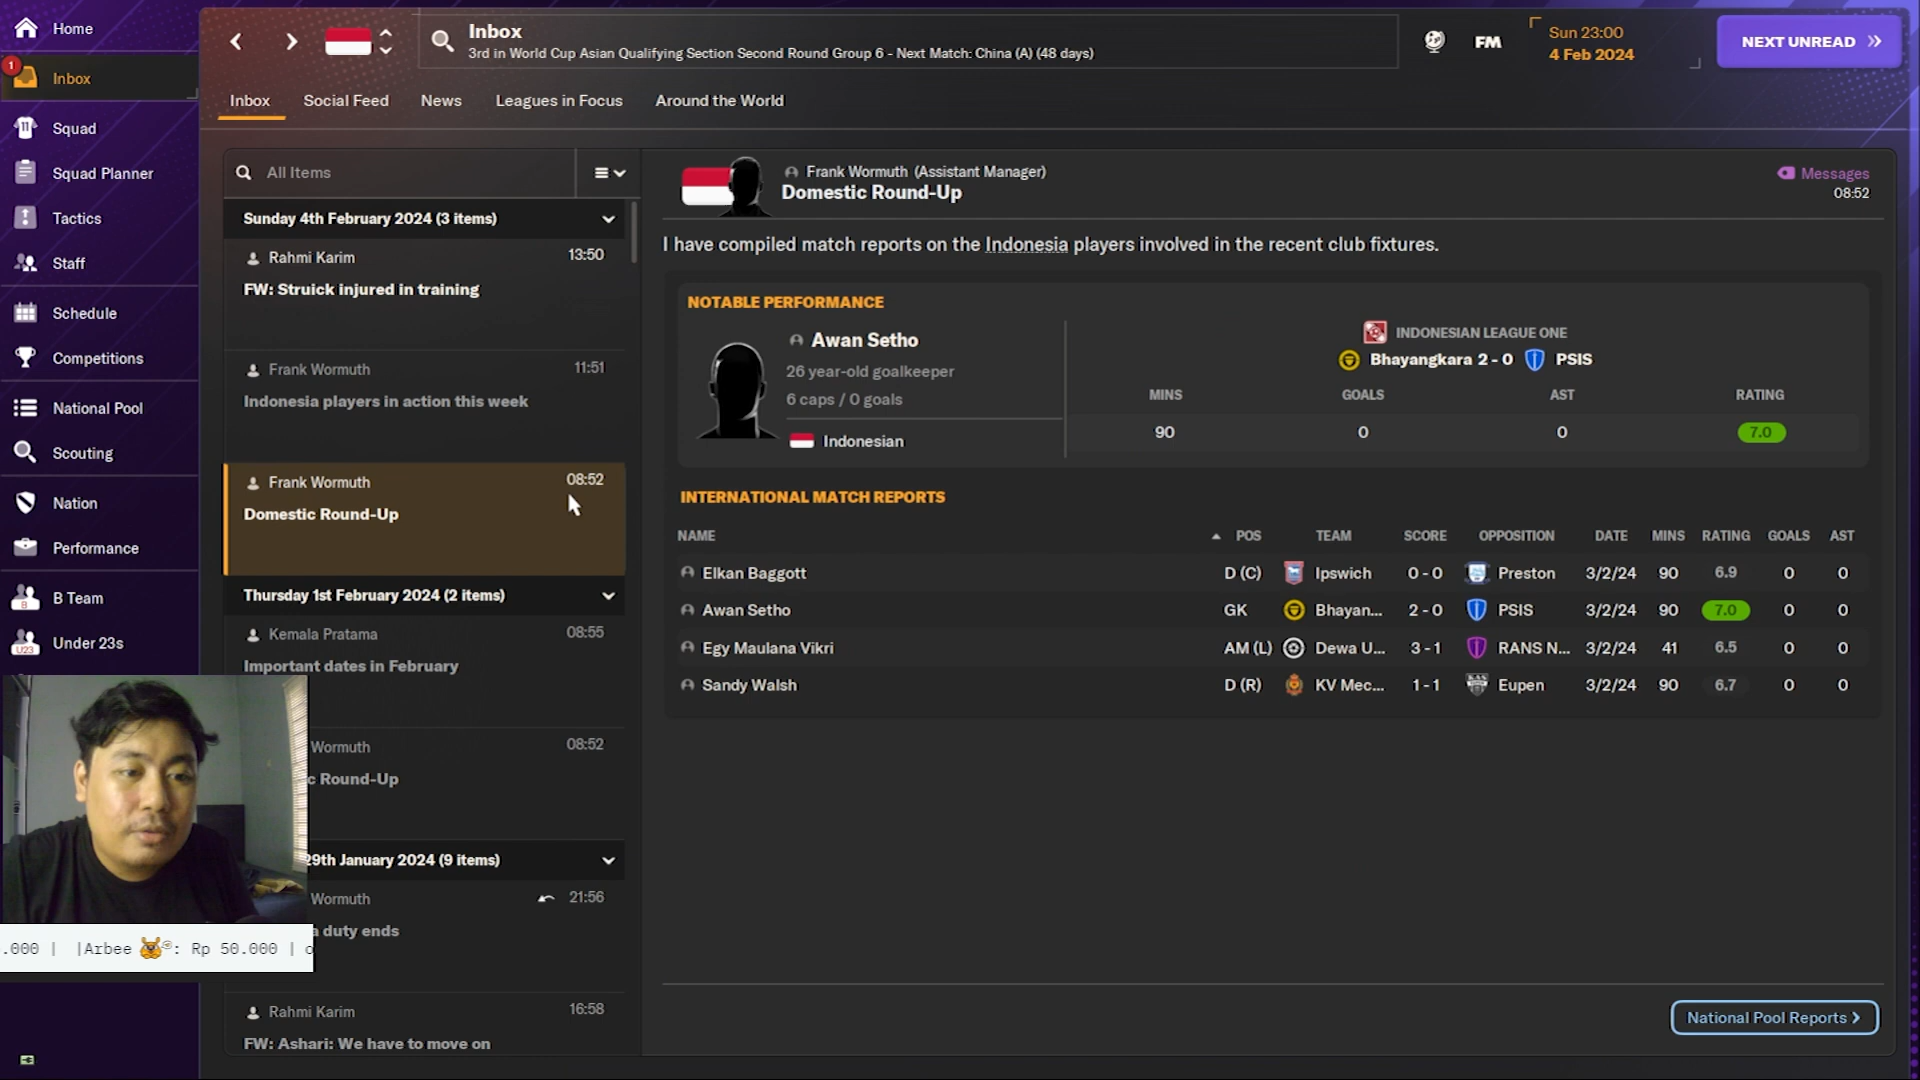 Home
1
Inbox
Squad
Squad Planner
Tactics
Staff
Schedule
Competitions
National Pool
Scouting
Nation
Performance
B Team
Under 23s
Inbox
3rd in World Cup Asian Qualifying Section Second Round Group 6 - Next Match: China (A) (48 days)
FM
Sun 23:00
4 Feb 2024
NEXT UNREAD
Inbox
Social Feed
News
Leagues in Focus
Around the World
All Items
Sunday 4th February 2024 (3 items)
Rahmi Karim 13:50
FW: Struick injured in training
Frank Wormuth 11:51
Indonesia players in action this week
Frank Wormuth 08:52
Domestic Round-Up
Thursday 1st February 2024 (2 items)
Kemala Pratama 08:55
Important dates in February
Wormuth 08:52
c Round-Up
29th January 2024 (9 items)
Wormuth 21:56
a duty ends
Rahmi Karim 16:58
FW: Ashari: We have to move on
Frank Wormuth (Assistant Manager)
Domestic Round-Up
Messages
08:52
I have compiled match reports on the Indonesia players involved in the recent club fixtures.
NOTABLE PERFORMANCE
Awan Setho
26 year-old goalkeeper
6 caps / 0 goals
Indonesian
INDONESIAN LEAGUE ONE
Bhayangkara 2 - 0 PSIS
MINS GOALS AST RATING
90 0 0 7.0
INTERNATIONAL MATCH REPORTS
NAME POS TEAM SCORE OPPOSITION DATE MINS RATING GOALS AST
Elkan Baggott D (C) Ipswich 0 - 0 Preston 3/2/24 90 6.9 0 0
Awan Setho GK Bhayan... 2 - 0 PSIS 3/2/24 90 7.0 0 0
Egy Maulana Vikri AM (L) Dewa U... 3 - 1 RANS N... 3/2/24 41 6.5 0 0
Sandy Walsh D (R) KV Mec... 1 - 1 Eupen 3/2/24 90 6.7 0 0
National Pool Reports
.000 | |Arbee : Rp 50.000 |